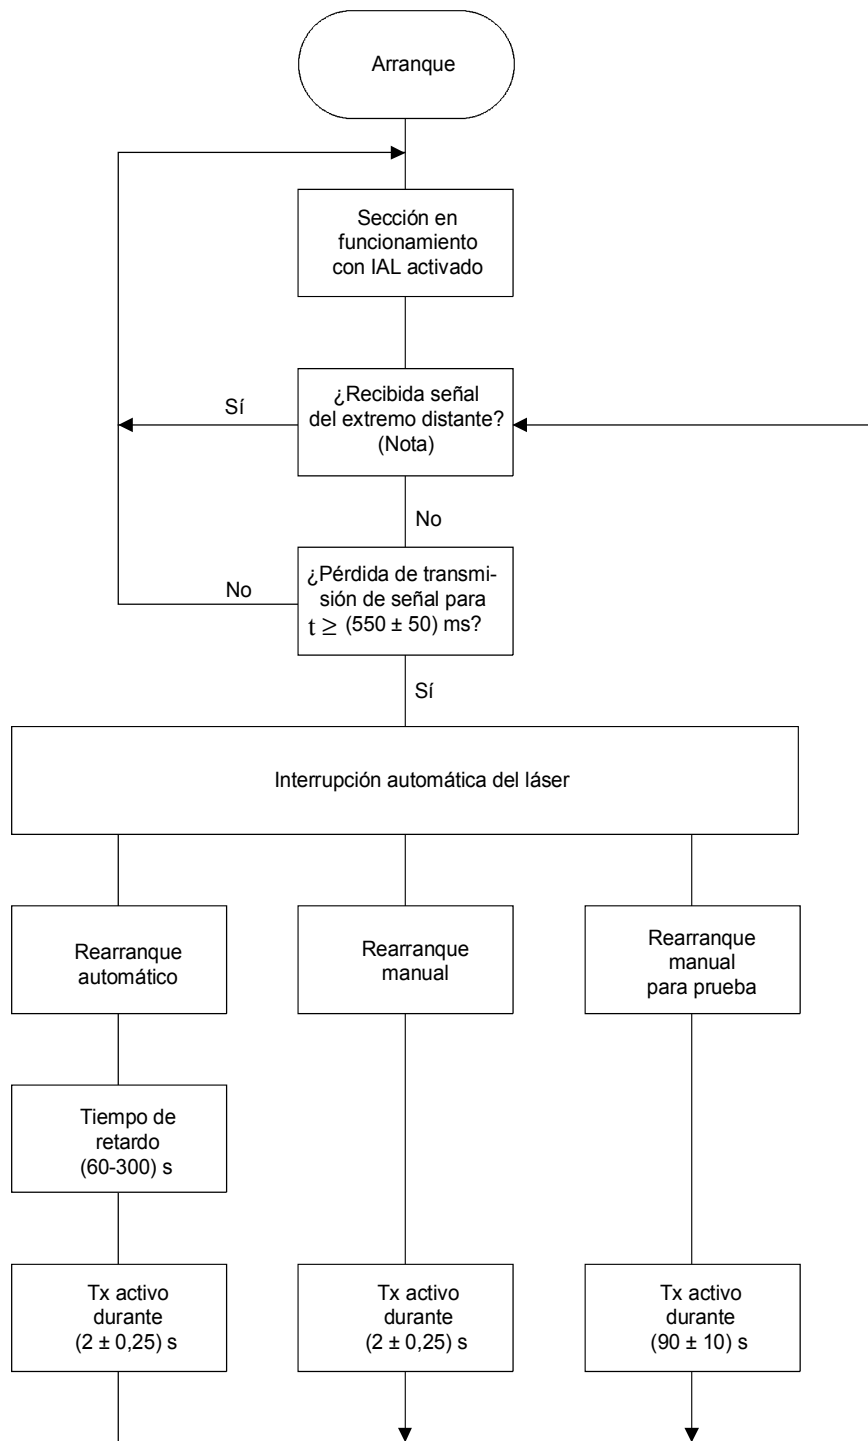 Arranque
Sección en
funcionamiento
con IAL activado
¿Recibida señal
del extremo distante?
(Nota)
Sí
No
¿Pérdida de transmi-
sión de señal para
t ≥ (550 ± 50) ms?
No
Sí
Interrupción automática del láser
Rearranque
automático
Rearranque
manual
Rearranque
manual
para prueba
Tiempo de
retardo
(60-300) s
Tx activo
durante
(2 ± 0,25) s
Tx activo
durante
(2 ± 0,25) s
Tx activo
durante
(90 ± 10) s